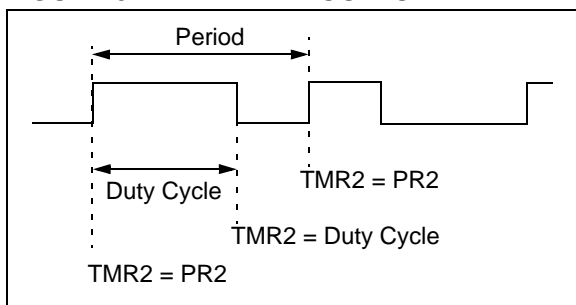 Period
Duty Cycle
TMR2 = PR2
TMR2 = Duty Cycle
TMR2 = PR2